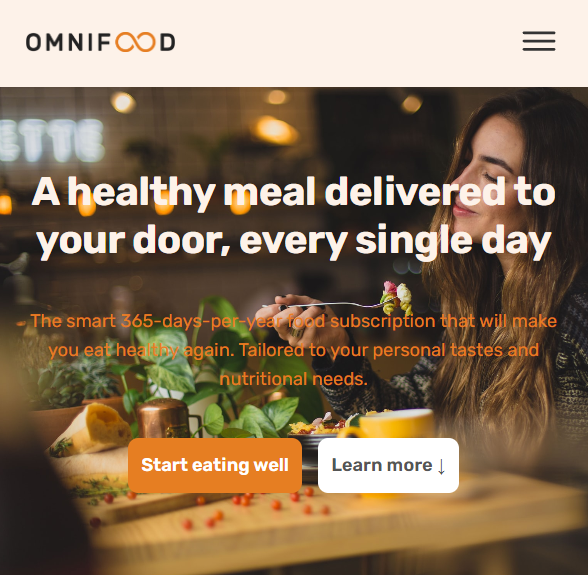 OMNIFOOD
ETTE
A healthy meal delivered to
your door, every single day
The smart 365-days-per-year food subscription that will make
you eat healthy again. Tailored to your personal tastes and
nutritional needs.
Start eating well
Learn more ↓